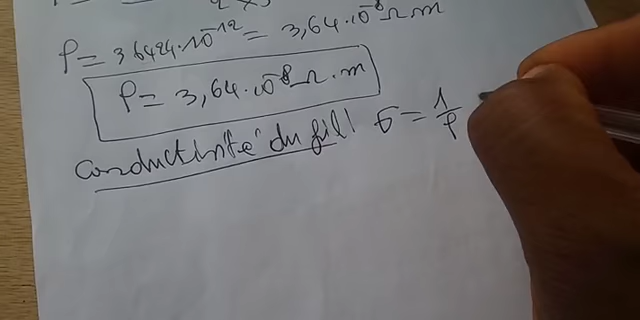 ρ = 36424.10⁻¹² = 3,64.10⁻⁸ Ω m
ρ = 3,64.10⁻⁸ Ω.m
conductivité du fil σ = 1/ρ